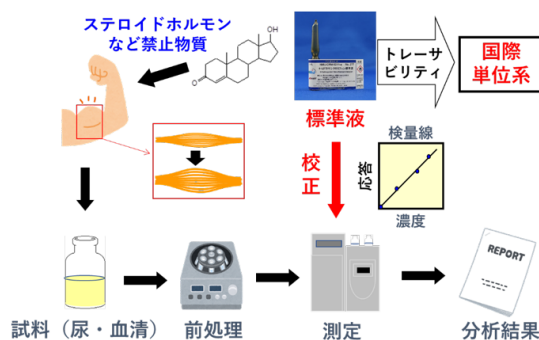 ステロイドホルモン
など禁止物質
OH
O
トレーサ
ビリティ
国際
単位系
標準液
校正
検量線
応答
濃度
REPORT
試料（尿・血清）
前処理
測定
分析結果